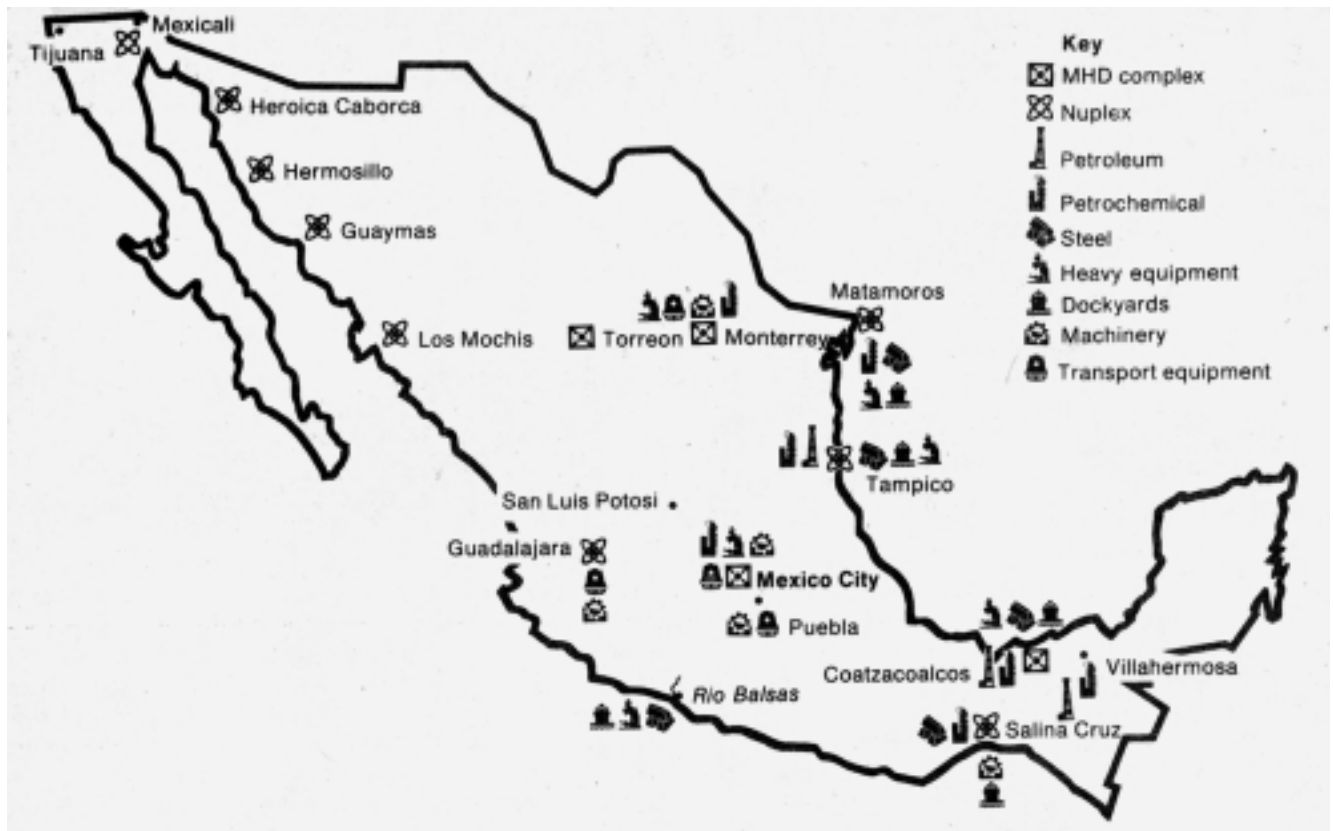 Mexicali
Tijuana
Heroica Caborca
Hermosillo
Guaymas
Los Mochis
Torreon
Monterrey
Matamoros
Tampico
San Luis Potosi
Guadalajara
Mexico City
Puebla
Coatzacoalcos
Villahermosa
Rio Balsas
Salina Cruz
Key
MHD complex
Nuplex
Petroleum
Petrochemical
Steel
Heavy equipment
Dockyards
Machinery
Transport equipment